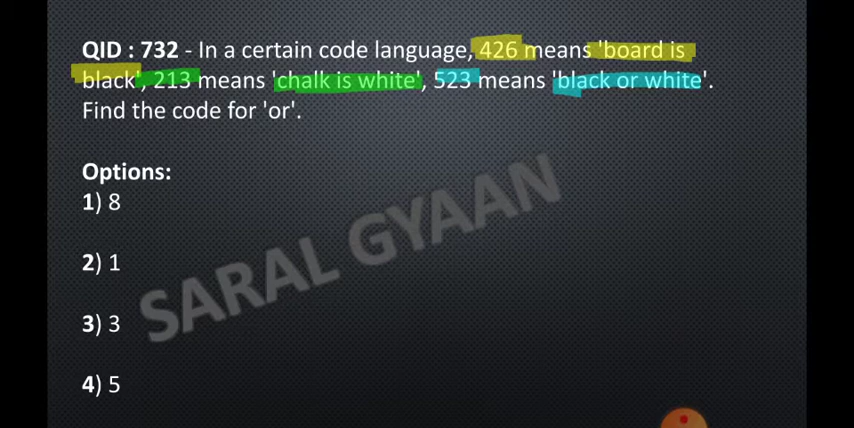 QID : 732 - In a certain code language, 426 means 'board is
black', 213 means 'chalk is white', 523 means 'black or white'.
Find the code for 'or'.
Options:
1) 8
2) 1
3) 3
4) 5
SARAL GYAAN